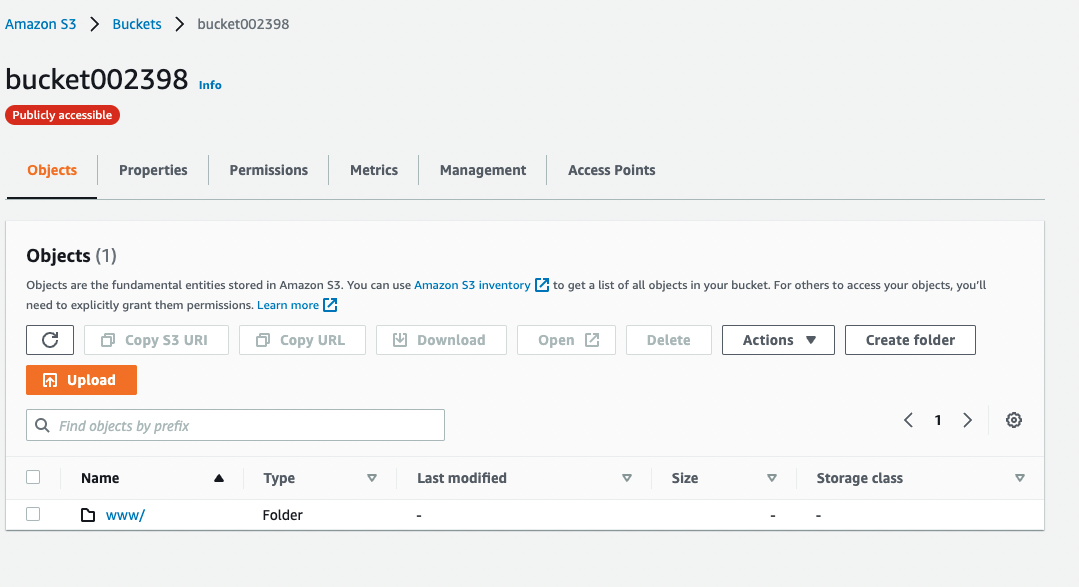 Amazon S3 > Buckets > bucket002398
bucket002398 Info
Publicly accessible
Objects Properties Permissions Metrics Management Access Points
Objects (1)
Objects are the fundamental entities stored in Amazon S3. You can use Amazon S3 inventory to get a list of all objects in your bucket. For others to access your objects, you'll
need to explicitly grant them permissions. Learn more
Copy S3 URI Copy URL Download Open Delete Actions Create folder
Upload
Find objects by prefix
1
Name Type Last modified Size Storage class
www/ Folder - - -